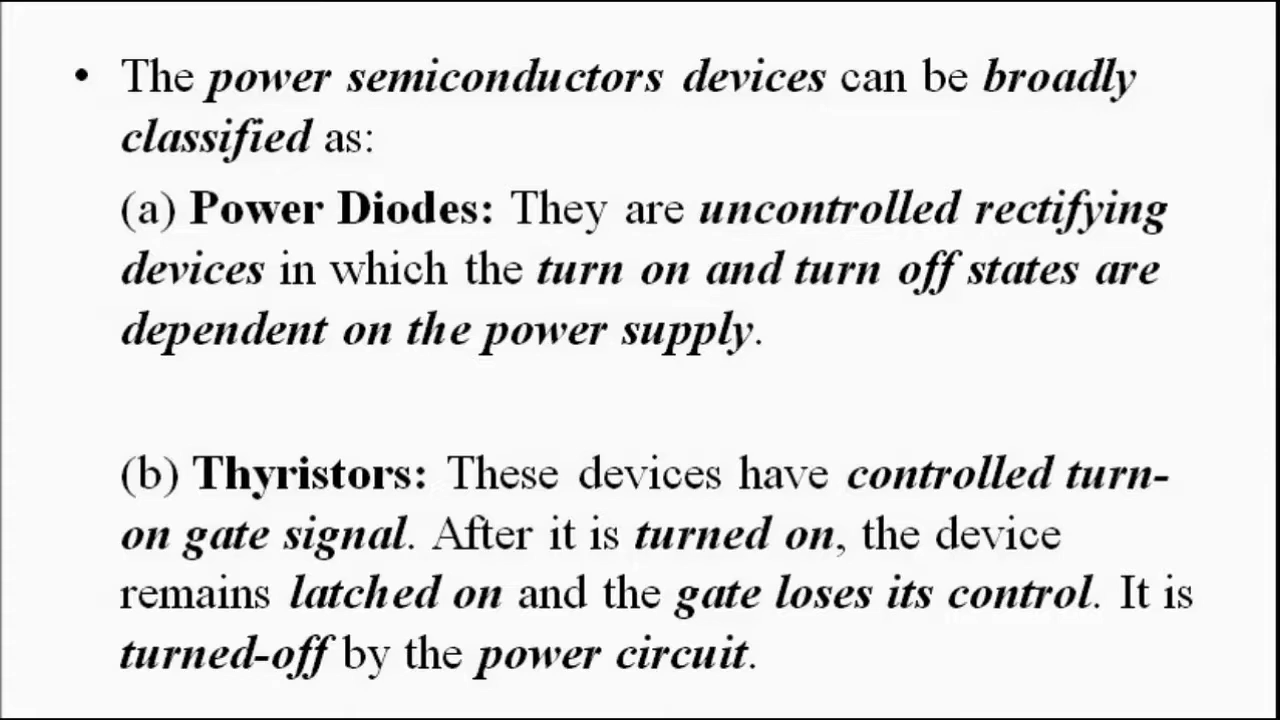 • The power semiconductors devices can be broadly
classified as:
(a) Power Diodes: They are uncontrolled rectifying
devices in which the turn on and turn off states are
dependent on the power supply.
(b) Thyristors: These devices have controlled turn-
on gate signal. After it is turned on, the device
remains latched on and the gate loses its control. It is
turned-off by the power circuit.